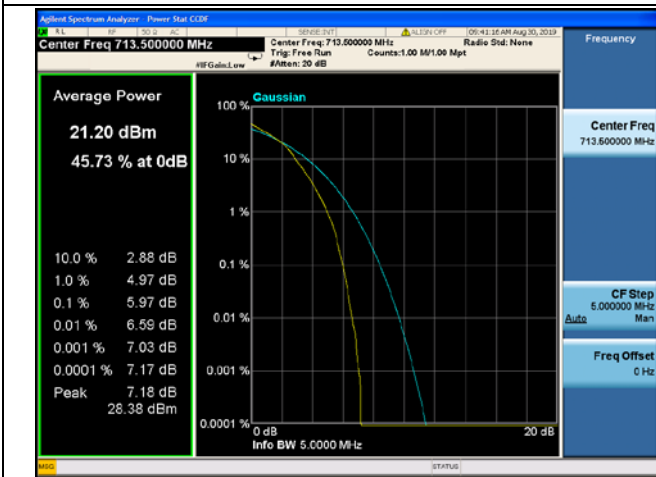 Agilent Spectrum Analyzer - Power Stat CCDF
RL RF 50 Ω AC SENSE:INT ALIGN OFF 09:41:16 AM Aug 30, 2019
Center Freq 713.500000 MHz
Center Freq: 713.500000 MHz Radio Std: None
Trig: Free Run Counts:1.00 M/1.00 Mpt
#IFGain:Low #Atten: 20 dB
Frequency
Average Power
21.20 dBm
45.73 % at 0dB
10.0 % 2.88 dB
1.0 % 4.97 dB
0.1 % 5.97 dB
0.01 % 6.59 dB
0.001 % 7.03 dB
0.0001 % 7.17 dB
Peak 7.18 dB
28.38 dBm
Gaussian
100 %
10 %
1 %
0.1 %
0.01 %
0.001 %
0.0001 %
0 dB 20 dB
Info BW 5.0000 MHz
Center Freq
713.500000 MHz
CF Step
5.000000 MHz
Auto Man
Freq Offset
0 Hz
MSG STATUS